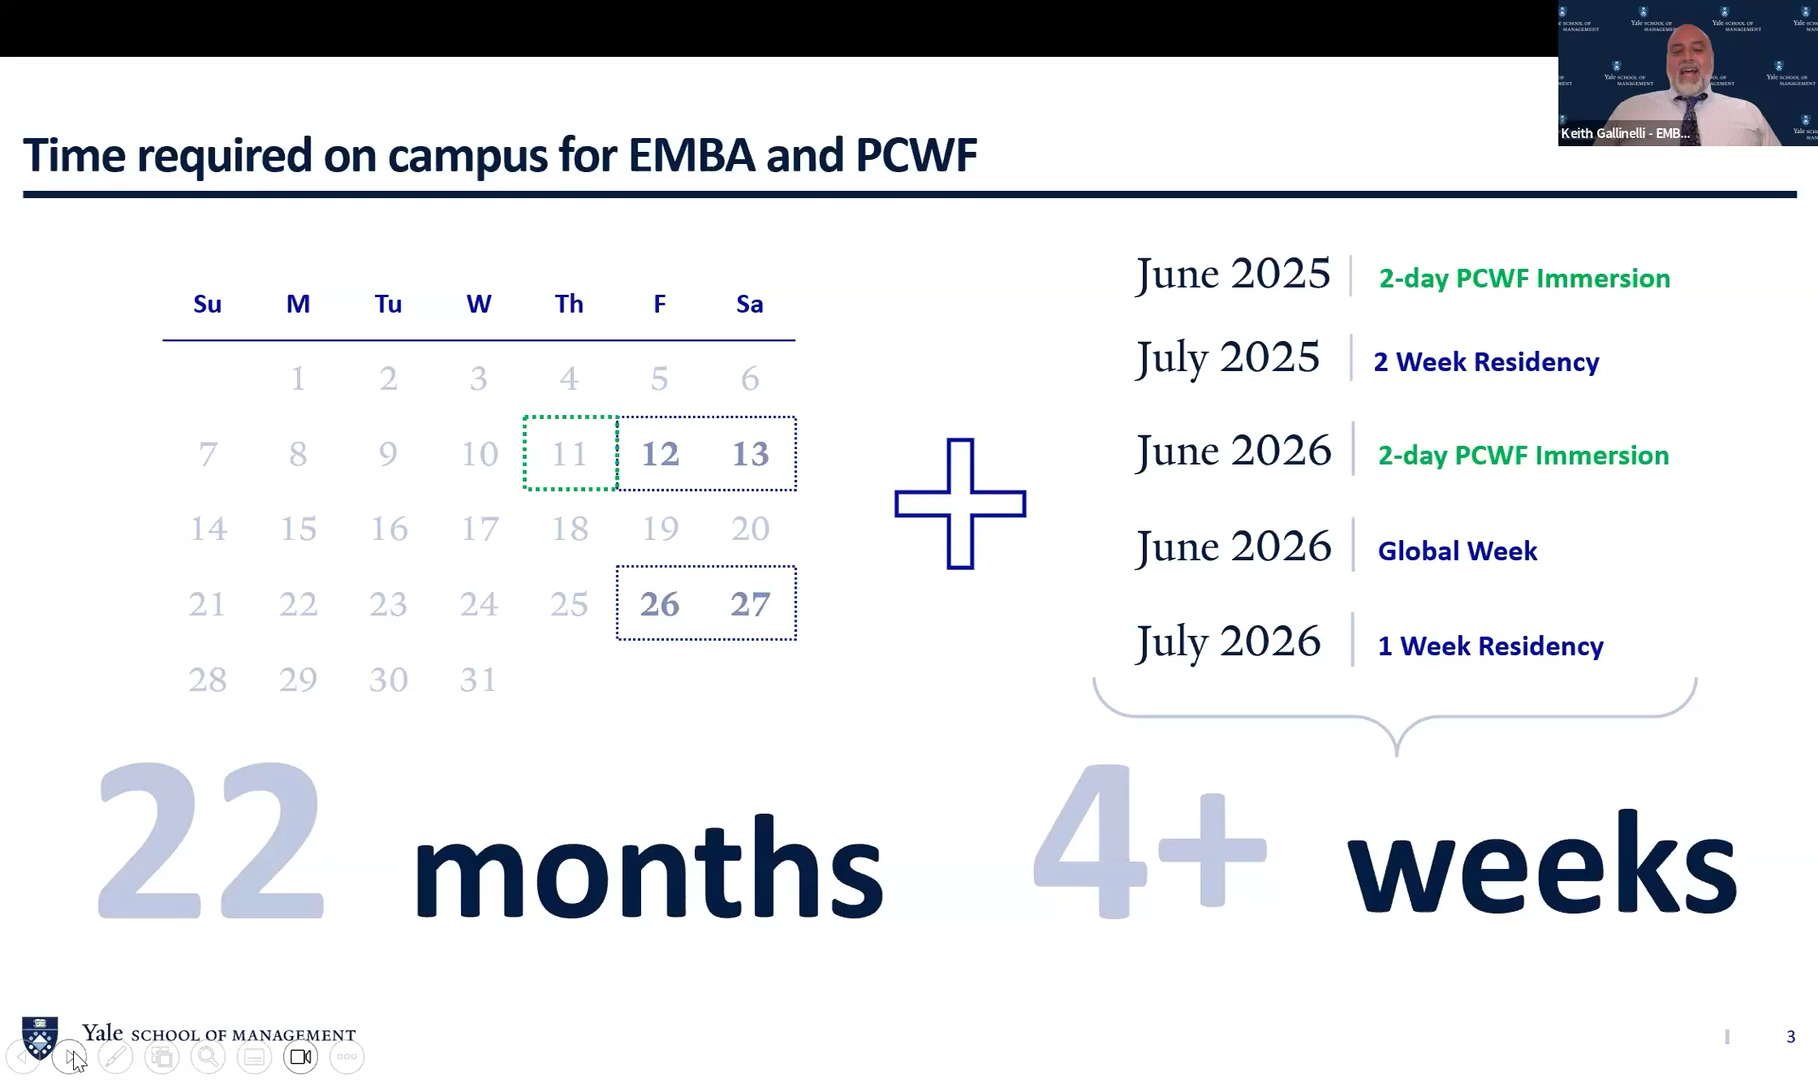 Yale SCHOOL OF MANAGEMENT
Keith Gallinelli - EMB...
Time required on campus for EMBA and PCWF
Su M Tu W Th F Sa
1 2 3 4 5 6
7 8 9 10 11 12 13
14 15 16 17 18 19 20
21 22 23 24 25 26 27
28 29 30 31
22 months
June 2025 | 2-day PCWF Immersion
July 2025 | 2 Week Residency
June 2026 | 2-day PCWF Immersion
June 2026 | Global Week
July 2026 | 1 Week Residency
4+ weeks
Yale SCHOOL OF MANAGEMENT
3